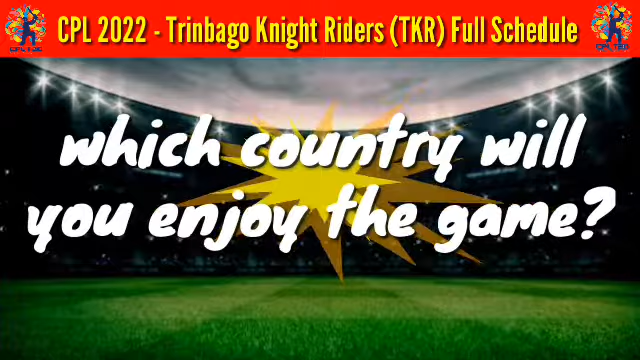 CPL 2022 - Trinbago Knight Riders (TKR) Full Schedule
which country will
you enjoy the game?